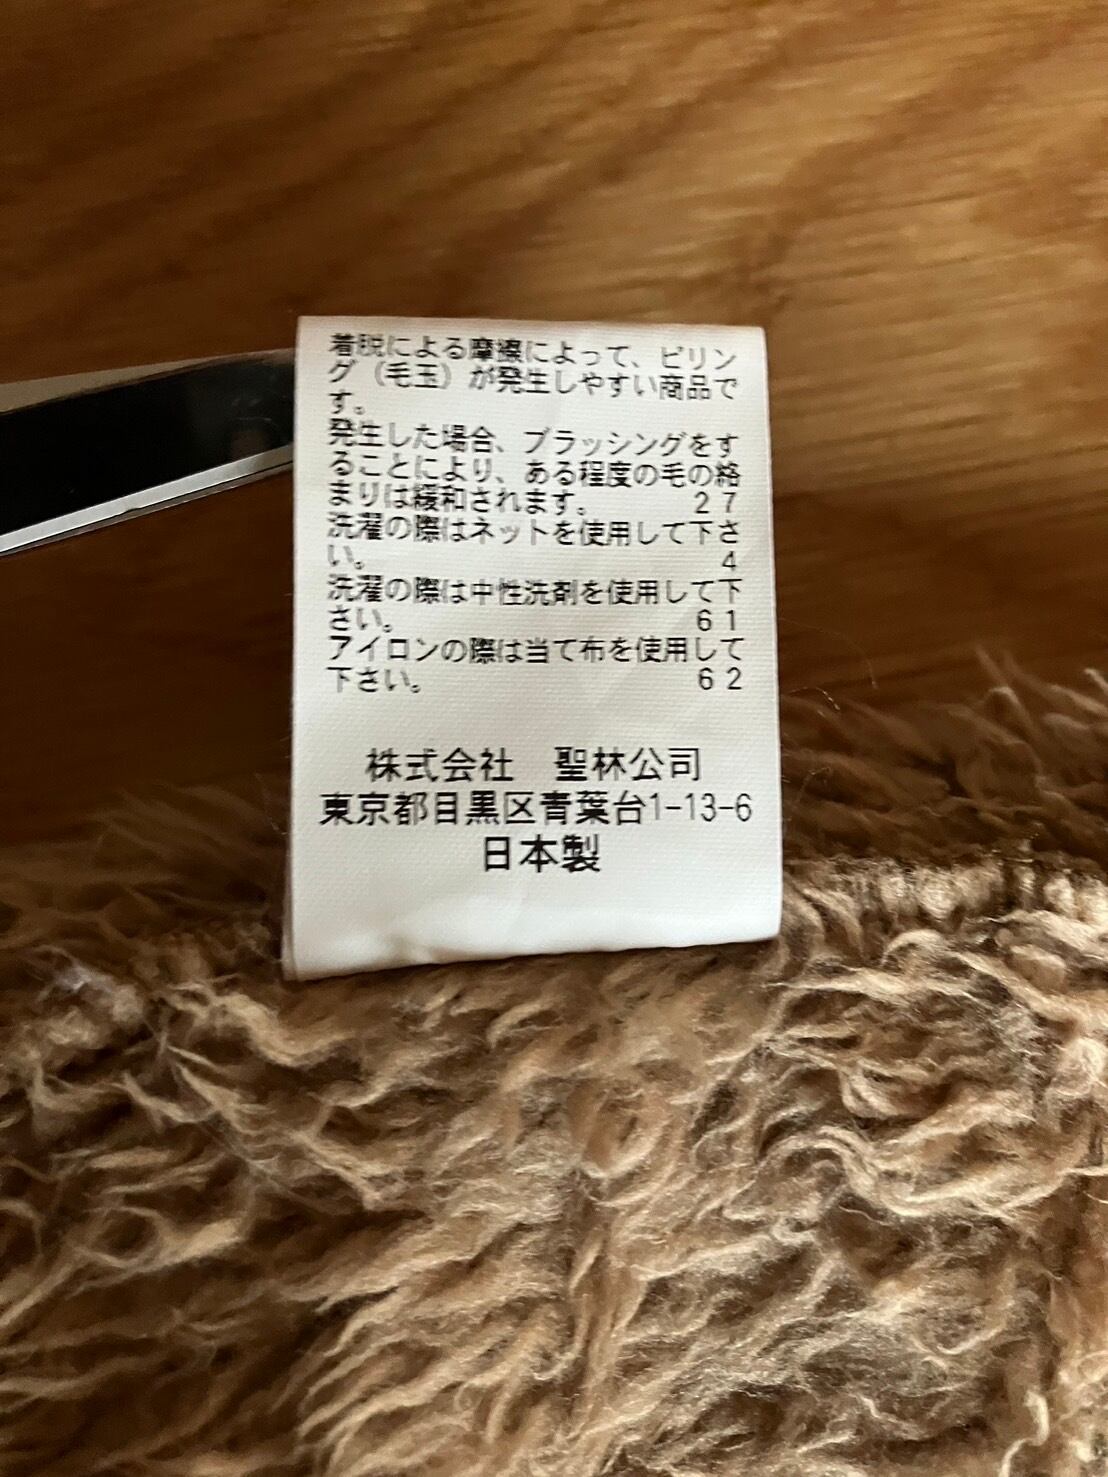 着脱による摩擦によって、ピリン
グ（毛玉）が発生しやすい商品で
す。
発生した場合、ブラッシングをす
ることにより、ある程度の毛の絡
まりは緩和されます。 27
洗濯の際はネットを使用して下さ
い。 4
洗濯の際は中性洗剤を使用して下
さい。 61
アイロンの際は当て布を使用して
下さい。 62
株式会社　聖林公司
東京都目黒区青葉台1-13-6
日本製